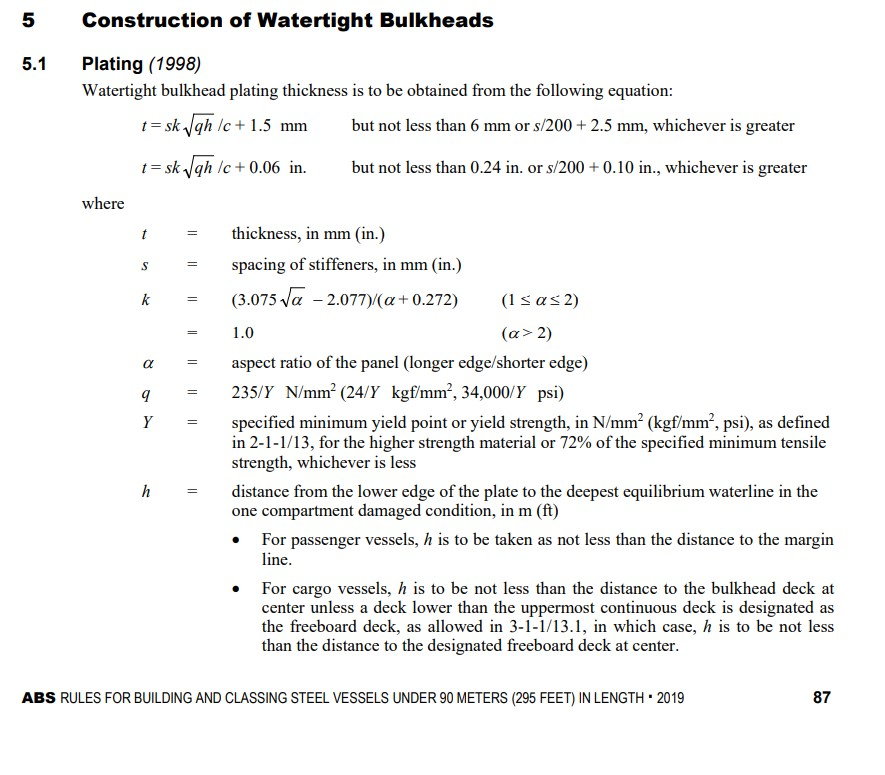 5 Construction of Watertight Bulkheads
5.1 Plating (1998)
Watertight bulkhead plating thickness is to be obtained from the following equation:
t = sk√qh /c + 1.5 mm but not less than 6 mm or s/200 + 2.5 mm, whichever is greater
t = sk√qh /c + 0.06 in. but not less than 0.24 in. or s/200 + 0.10 in., whichever is greater
where
t = thickness, in mm (in.)
s = spacing of stiffeners, in mm (in.)
k = (3.075√α − 2.077)/(α + 0.272) (1 ≤ α ≤ 2)
= 1.0 (α > 2)
α = aspect ratio of the panel (longer edge/shorter edge)
q = 235/Y N/mm² (24/Y kgf/mm², 34,000/Y psi)
Y = specified minimum yield point or yield strength, in N/mm² (kgf/mm², psi), as defined
in 2-1-1/13, for the higher strength material or 72% of the specified minimum tensile
strength, whichever is less
h = distance from the lower edge of the plate to the deepest equilibrium waterline in the
one compartment damaged condition, in m (ft)
• For passenger vessels, h is to be taken as not less than the distance to the margin
line.
• For cargo vessels, h is to be not less than the distance to the bulkhead deck at
center unless a deck lower than the uppermost continuous deck is designated as
the freeboard deck, as allowed in 3-1-1/13.1, in which case, h is to be not less
than the distance to the designated freeboard deck at center.
ABS RULES FOR BUILDING AND CLASSING STEEL VESSELS UNDER 90 METERS (295 FEET) IN LENGTH • 2019 87